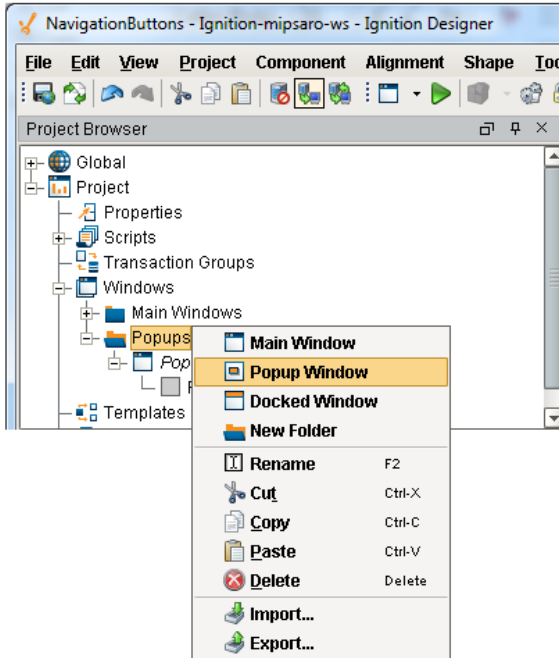 NavigationButtons - Ignition-mipsaro-ws - Ignition Designer
File Edit View Project Component Alignment Shape
Project Browser
Global
Project
Properties
Scripts
Transaction Groups
Windows
Main Windows
Popups
Main Window
Pop
Popup Window
Docked Window
Templates
New Folder
Rename F2
Cut Ctrl-X
Copy Ctrl-C
Paste Ctrl-V
Delete Delete
Import...
Export...